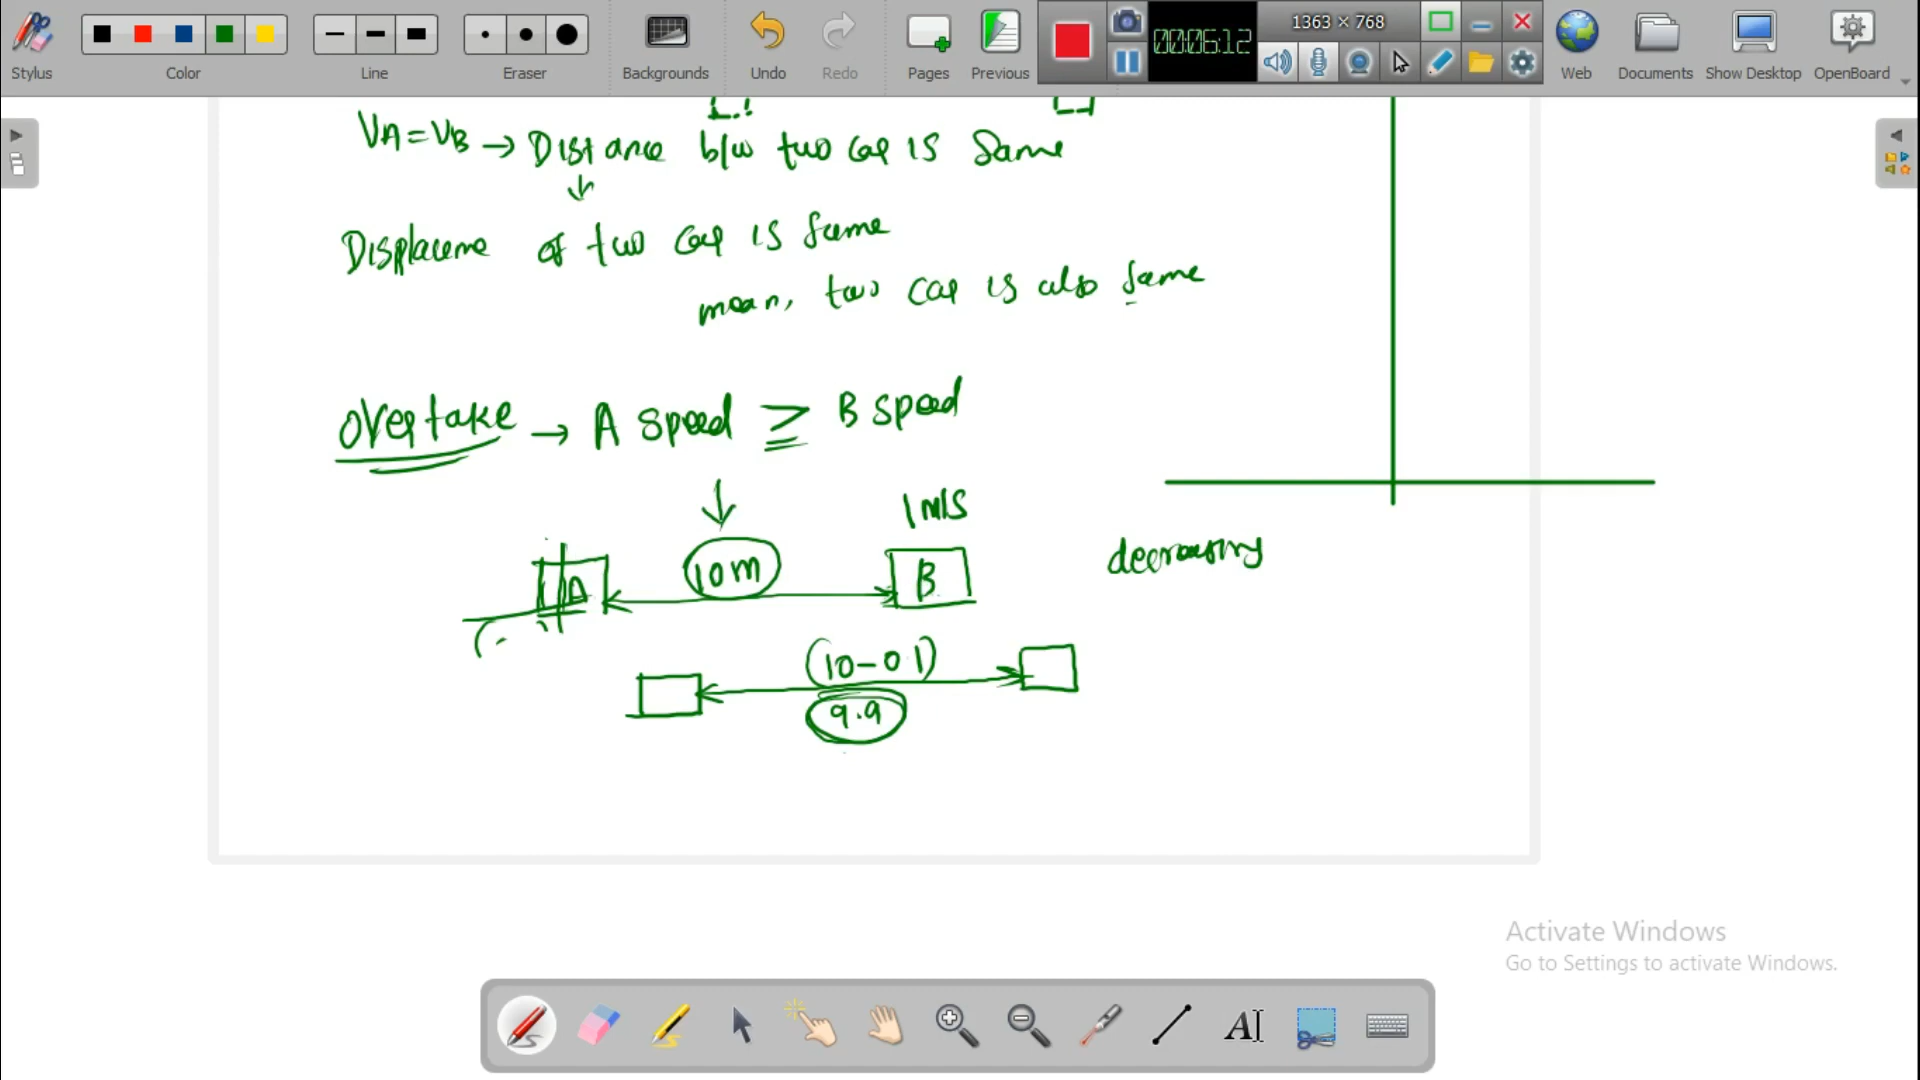 1363 × 768
00:06:12
Stylus
Color
Line
Eraser
Backgrounds
Undo
Redo
Pages
Previous
Web
Documents
Show Desktop
OpenBoard
VA=VB → Distance b/w two car is Same
Displaceme of two car is Same
mean, two car is also Same
overtake → A speed ≥ B speed
1 m/s
A
10m
B
decreasing
(10-0.1)
9.9
Activate Windows
Go to Settings to activate Windows.